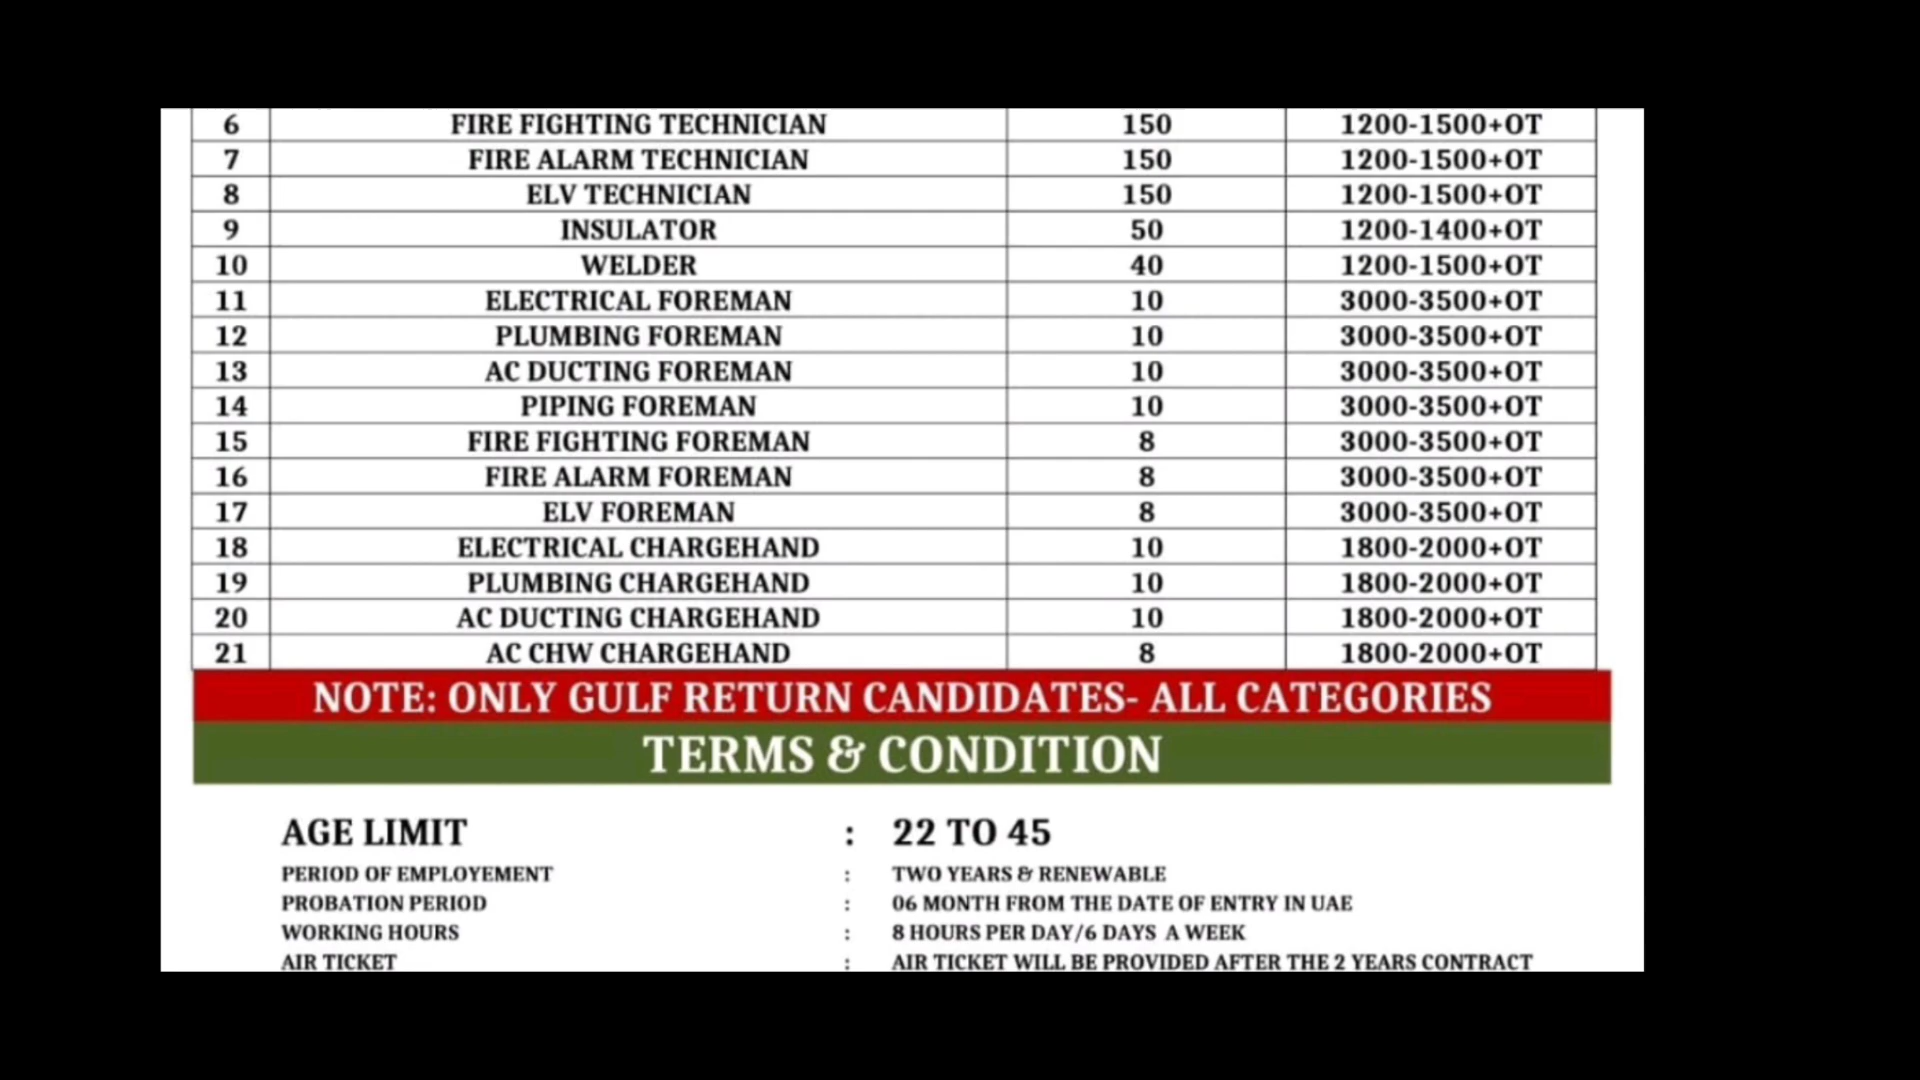 6 FIRE FIGHTING TECHNICIAN 150 1200-1500+OT
7 FIRE ALARM TECHNICIAN 150 1200-1500+OT
8 ELV TECHNICIAN 150 1200-1500+OT
9 INSULATOR 50 1200-1400+OT
10 WELDER 40 1200-1500+OT
11 ELECTRICAL FOREMAN 10 3000-3500+OT
12 PLUMBING FOREMAN 10 3000-3500+OT
13 AC DUCTING FOREMAN 10 3000-3500+OT
14 PIPING FOREMAN 10 3000-3500+OT
15 FIRE FIGHTING FOREMAN 8 3000-3500+OT
16 FIRE ALARM FOREMAN 8 3000-3500+OT
17 ELV FOREMAN 8 3000-3500+OT
18 ELECTRICAL CHARGEHAND 10 1800-2000+OT
19 PLUMBING CHARGEHAND 10 1800-2000+OT
20 AC DUCTING CHARGEHAND 10 1800-2000+OT
21 AC CHW CHARGEHAND 8 1800-2000+OT
NOTE: ONLY GULF RETURN CANDIDATES- ALL CATEGORIES
TERMS & CONDITION
AGE LIMIT : 22 TO 45
PERIOD OF EMPLOYEMENT : TWO YEARS & RENEWABLE
PROBATION PERIOD : 06 MONTH FROM THE DATE OF ENTRY IN UAE
WORKING HOURS : 8 HOURS PER DAY/6 DAYS A WEEK
AIR TICKET : AIR TICKET WILL BE PROVIDED AFTER THE 2 YEARS CONTRACT